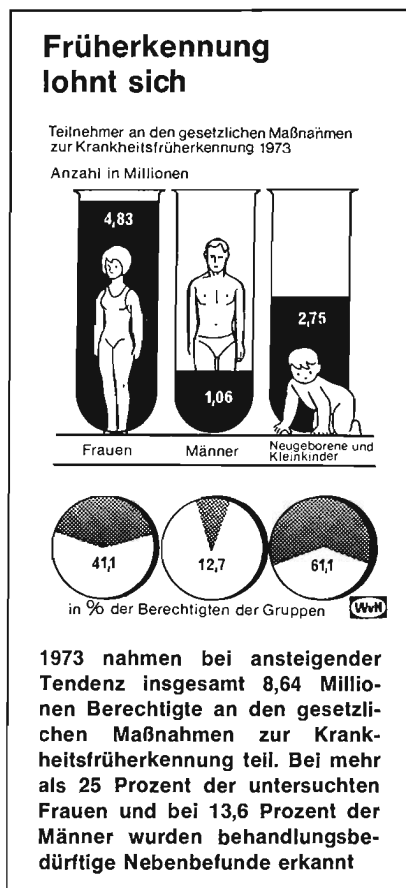 Früherkennung
lohnt sich
Teilnehmer an den gesetzlichen Maßnahmen
zur Krankheitsfrüherkennung 1973
Anzahl in Millionen
4,83
2,75
1,06
Frauen
Männer
Neugeborene und
Kleinkinder
41,1
12,7
61,1
in % der Berechtigten der Gruppen
WvH
1973 nahmen bei ansteigender
Tendenz insgesamt 8,64 Millio-
nen Berechtigte an den gesetzli-
chen Maßnahmen zur Krank-
heitsfrüherkennung teil. Bei mehr
als 25 Prozent der untersuchten
Frauen und bei 13,6 Prozent der
Männer wurden behandlungsbe-
dürftige Nebenbefunde erkannt